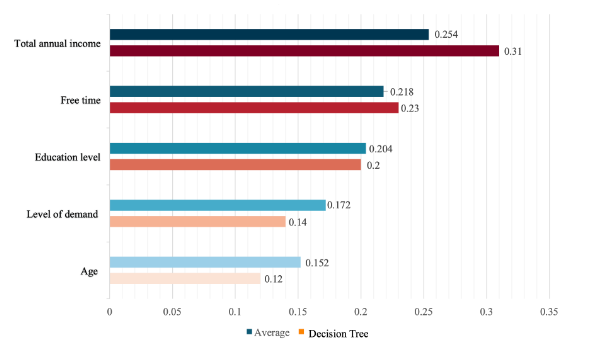 Total annual income
0.254
0.31
Free time
0.218
0.23
Education level
0.204
0.2
Level of demand
0.172
0.14
Age
0.152
0.12
0 0.05 0.1 0.15 0.2 0.25 0.3 0.35
Average Decision Tree